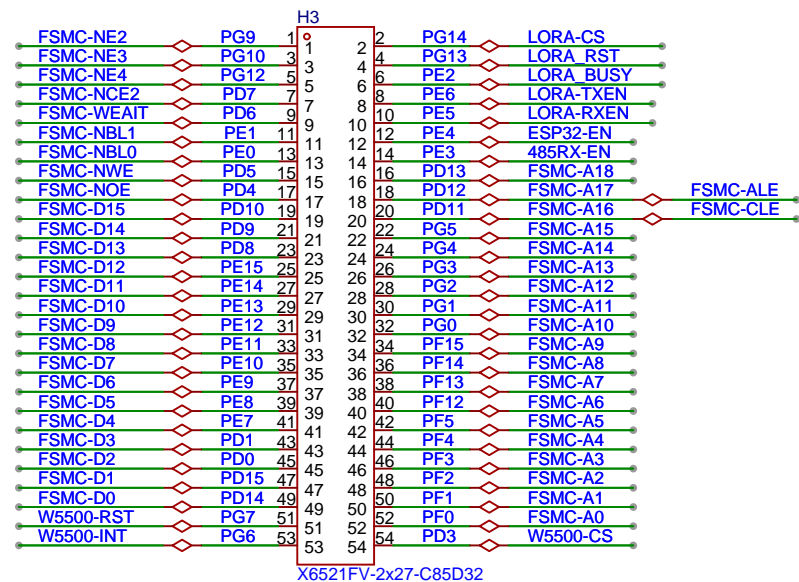 H3
FSMC-NE2 PG9 1 1 2 2 PG14 LORA-CS
FSMC-NE3 PG10 3 3 4 4 PG13 LORA_RST
FSMC-NE4 PG12 5 5 6 6 PE2 LORA_BUSY
FSMC-NCE2 PD7 7 7 8 8 PE6 LORA-TXEN
FSMC-WEAIT PD6 9 9 10 10 PE5 LORA-RXEN
FSMC-NBL1 PE1 11 11 12 12 PE4 ESP32-EN
FSMC-NBL0 PE0 13 13 14 14 PE3 485RX-EN
FSMC-NWE PD5 15 15 16 16 PD13 FSMC-A18
FSMC-NOE PD4 17 17 18 18 PD12 FSMC-A17 FSMC-ALE
FSMC-D15 PD10 19 19 20 20 PD11 FSMC-A16 FSMC-CLE
FSMC-D14 PD9 21 21 22 22 PG5 FSMC-A15
FSMC-D13 PD8 23 23 24 24 PG4 FSMC-A14
FSMC-D12 PE15 25 25 26 26 PG3 FSMC-A13
FSMC-D11 PE14 27 27 28 28 PG2 FSMC-A12
FSMC-D10 PE13 29 29 30 30 PG1 FSMC-A11
FSMC-D9 PE12 31 31 32 32 PG0 FSMC-A10
FSMC-D8 PE11 33 33 34 34 PF15 FSMC-A9
FSMC-D7 PE10 35 35 36 36 PF14 FSMC-A8
FSMC-D6 PE9 37 37 38 38 PF13 FSMC-A7
FSMC-D5 PE8 39 39 40 40 PF12 FSMC-A6
FSMC-D4 PE7 41 41 42 42 PF5 FSMC-A5
FSMC-D3 PD1 43 43 44 44 PF4 FSMC-A4
FSMC-D2 PD0 45 45 46 46 PF3 FSMC-A3
FSMC-D1 PD15 47 47 48 48 PF2 FSMC-A2
FSMC-D0 PD14 49 49 50 50 PF1 FSMC-A1
W5500-RST PG7 51 51 52 52 PF0 FSMC-A0
W5500-INT PG6 53 53 54 54 PD3 W5500-CS
X6521FV-2x27-C85D32